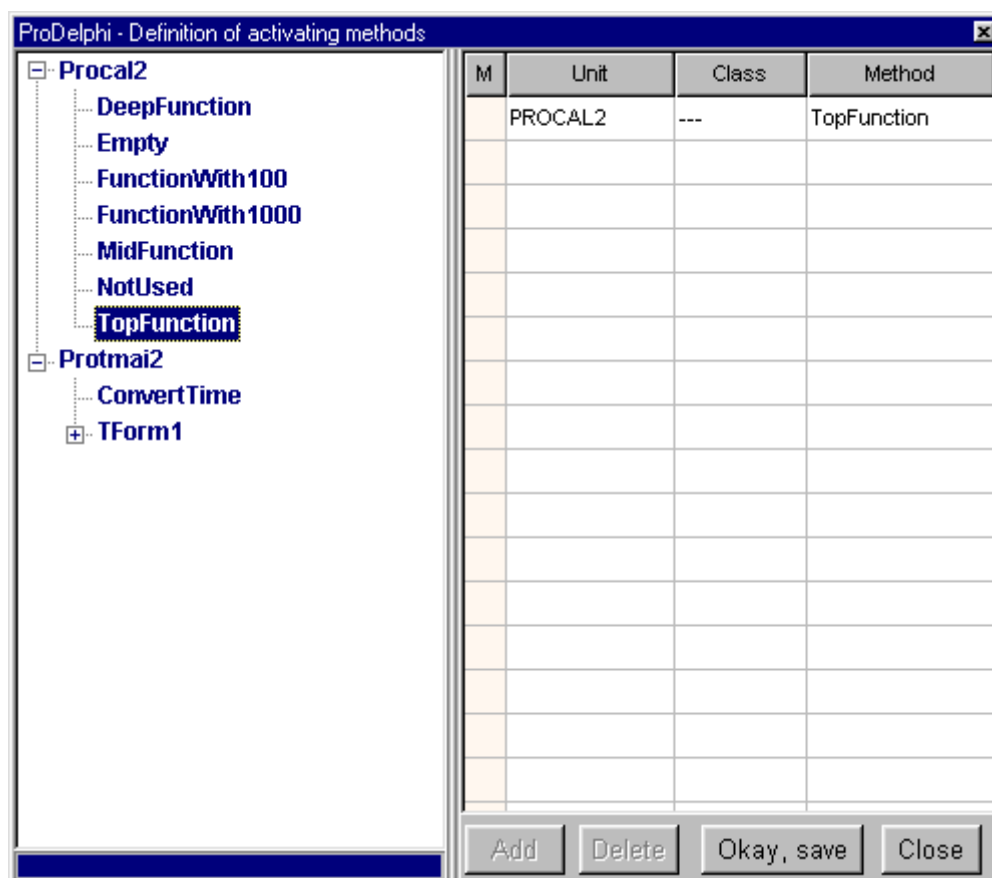 ProDelphi - Definition of activating methods
Procal2
DeepFunction
Empty
FunctionWith100
FunctionWith1000
MidFunction
NotUsed
TopFunction
Protmai2
ConvertTime
TForm1
M Unit Class Method
PROCAL2 --- TopFunction
Add Delete Okay, save Close